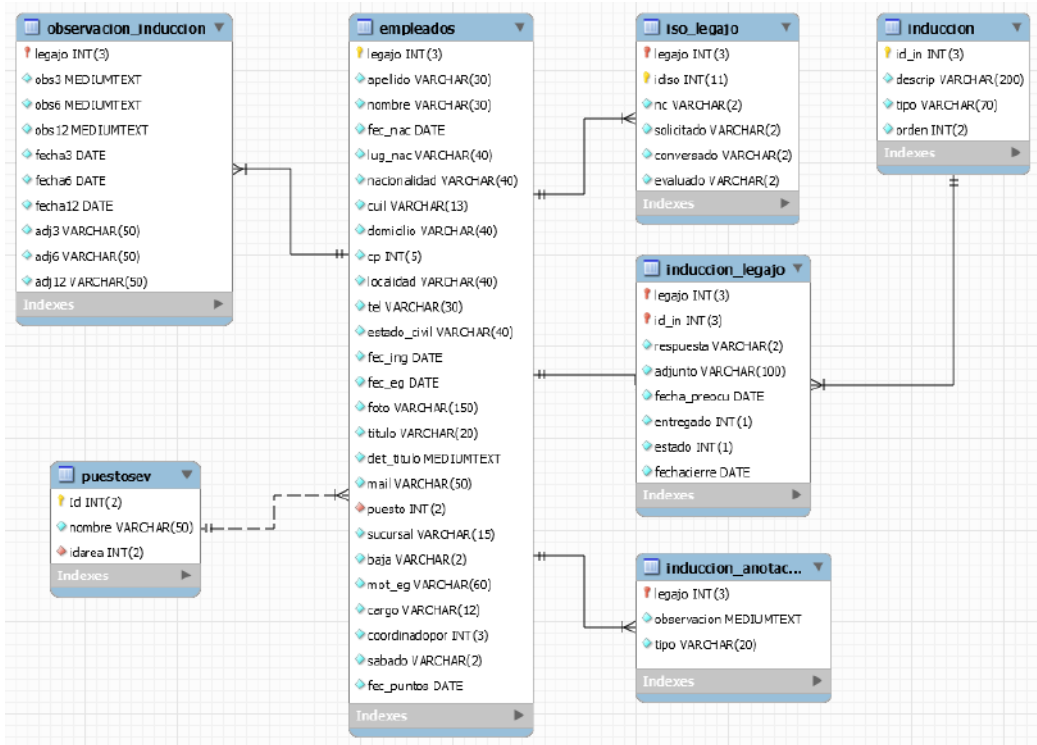 observacion_induccion
legajo INT(3)
obs3 MEDIUMTEXT
obs6 MEDIUMTEXT
obs12 MEDIUMTEXT
fecha3 DATE
fecha6 DATE
fecha12 DATE
adj3 VARCHAR(50)
adj6 VARCHAR(50)
adj12 VARCHAR(50)
Indexes
puestosev
Id INT(2)
nombre VARCHAR(50)
idarea INT(2)
Indexes
empleados
legajo INT(3)
apellido VARCHAR(30)
nombre VARCHAR(30)
fec_nac DATE
lug_nac VARCHAR(40)
nacionalidad VARCHAR(40)
cuil VARCHAR(13)
domicilio VARCHAR(40)
cp INT(5)
localidad VARCHAR(40)
tel VARCHAR(30)
estado_civil VARCHAR(40)
fec_ing DATE
fec_eg DATE
foto VARCHAR(150)
titulo VARCHAR(20)
det_titulo MEDIUMTEXT
mail VARCHAR(50)
puesto INT(2)
sucursal VARCHAR(15)
baja VARCHAR(2)
mot_eg VARCHAR(60)
cargo VARCHAR(12)
coordinadopor INT(3)
sabado VARCHAR(2)
fec_puntos DATE
Indexes
iso_legajo
legajo INT(3)
idiso INT(11)
nc VARCHAR(2)
solicitado VARCHAR(2)
conversado VARCHAR(2)
evaluado VARCHAR(2)
Indexes
induccion_legajo
legajo INT(3)
id_in INT(3)
respuesta VARCHAR(2)
adjunto VARCHAR(100)
fecha_preocu DATE
entregado INT(1)
estado INT(1)
fechacierre DATE
Indexes
induccion_anotac...
legajo INT(3)
observacion MEDIUMTEXT
tipo VARCHAR(20)
Indexes
induccion
id_in INT(3)
descrip VARCHAR(200)
tipo VARCHAR(70)
orden INT(2)
Indexes